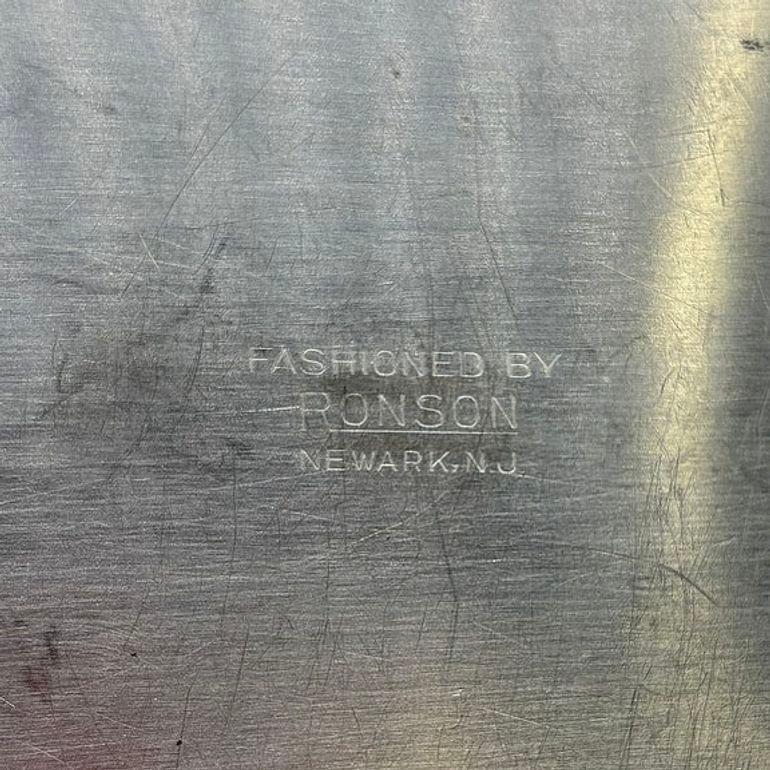 FASHIONED BY
RONSON
NEWARK, N.J.